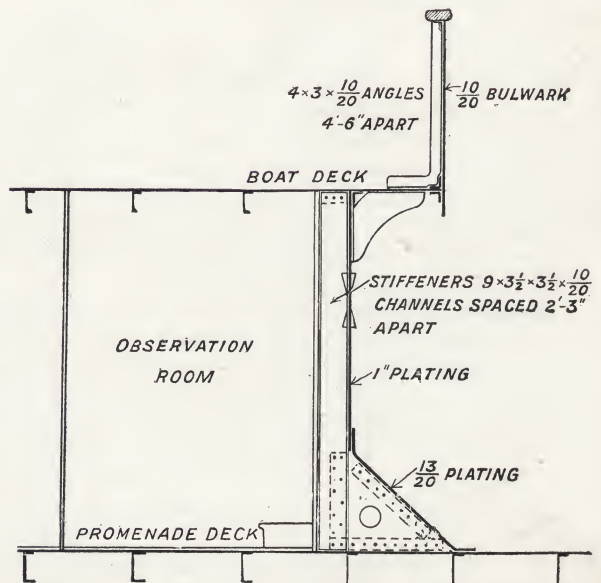 4×3×10/20 ANGLES
4'-6" APART
10/20 BULWARK
BOAT DECK
STIFFENERS 9×3½×3½×10/20
CHANNELS SPACED 2'-3"
APART
OBSERVATION
ROOM
1" PLATING
13/20 PLATING
PROMENADE DECK